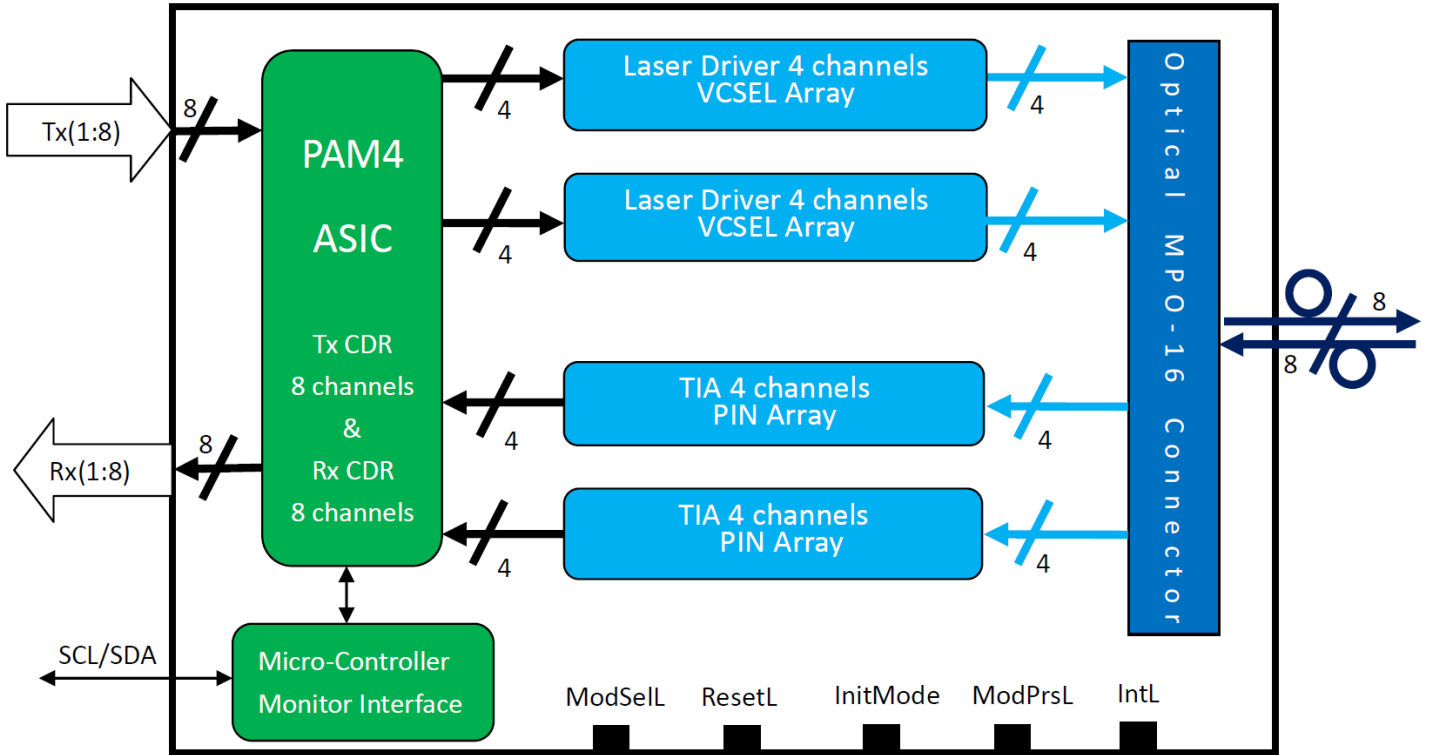 Tx(1:8)
8
PAM4
ASIC
Tx CDR
8 channels
&
Rx CDR
8 channels
4
Laser Driver 4 channels
VCSEL Array
4
4
Laser Driver 4 channels
VCSEL Array
4
4
TIA 4 channels
PIN Array
4
4
TIA 4 channels
PIN Array
4
Optical MPO-16 Connector
8
8
Rx(1:8)
8
SCL/SDA
Micro-Controller
Monitor Interface
ModSelL
ResetL
InitMode
ModPrsL
IntL